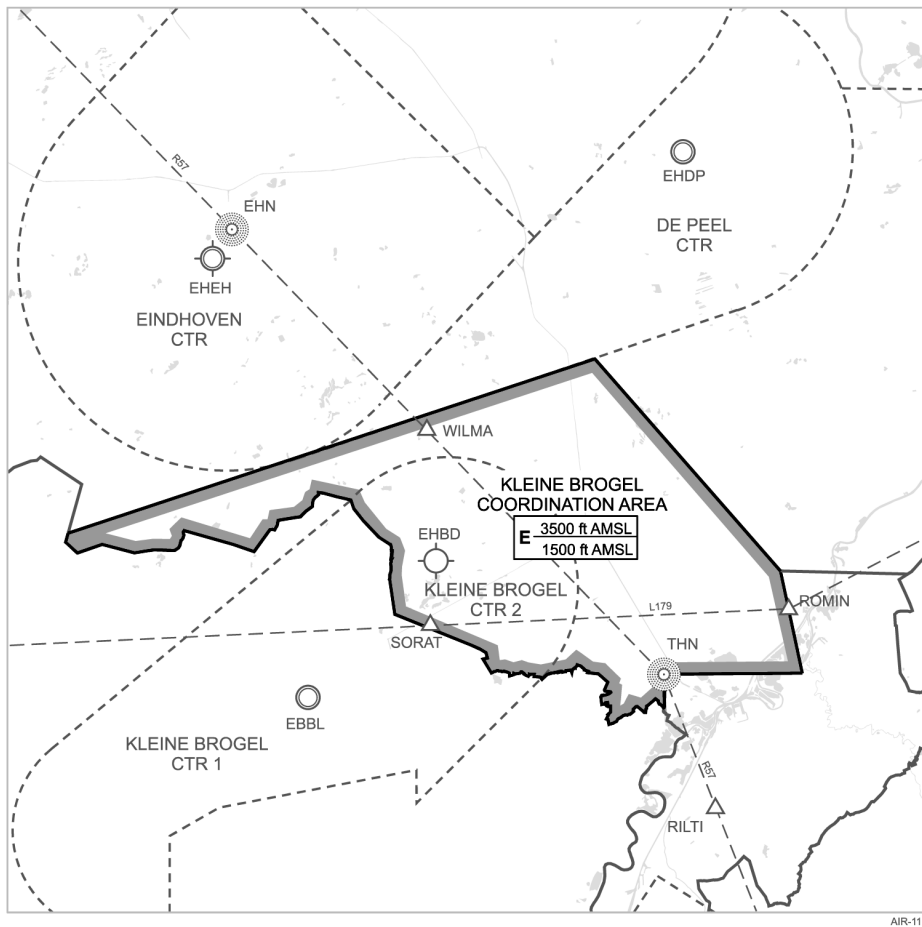 R57
EHN
EHDP
DE PEEL
CTR
EHEH
EINDHOVEN
CTR
WILMA
KLEINE BROGEL
COORDINATION AREA
E 3500 ft AMSL
1500 ft AMSL
EHBD
KLEINE BROGEL
CTR 2
L179
ROMIN
SORAT
THN
EBBL
KLEINE BROGEL
CTR 1
R57
RILTI
AIR-11